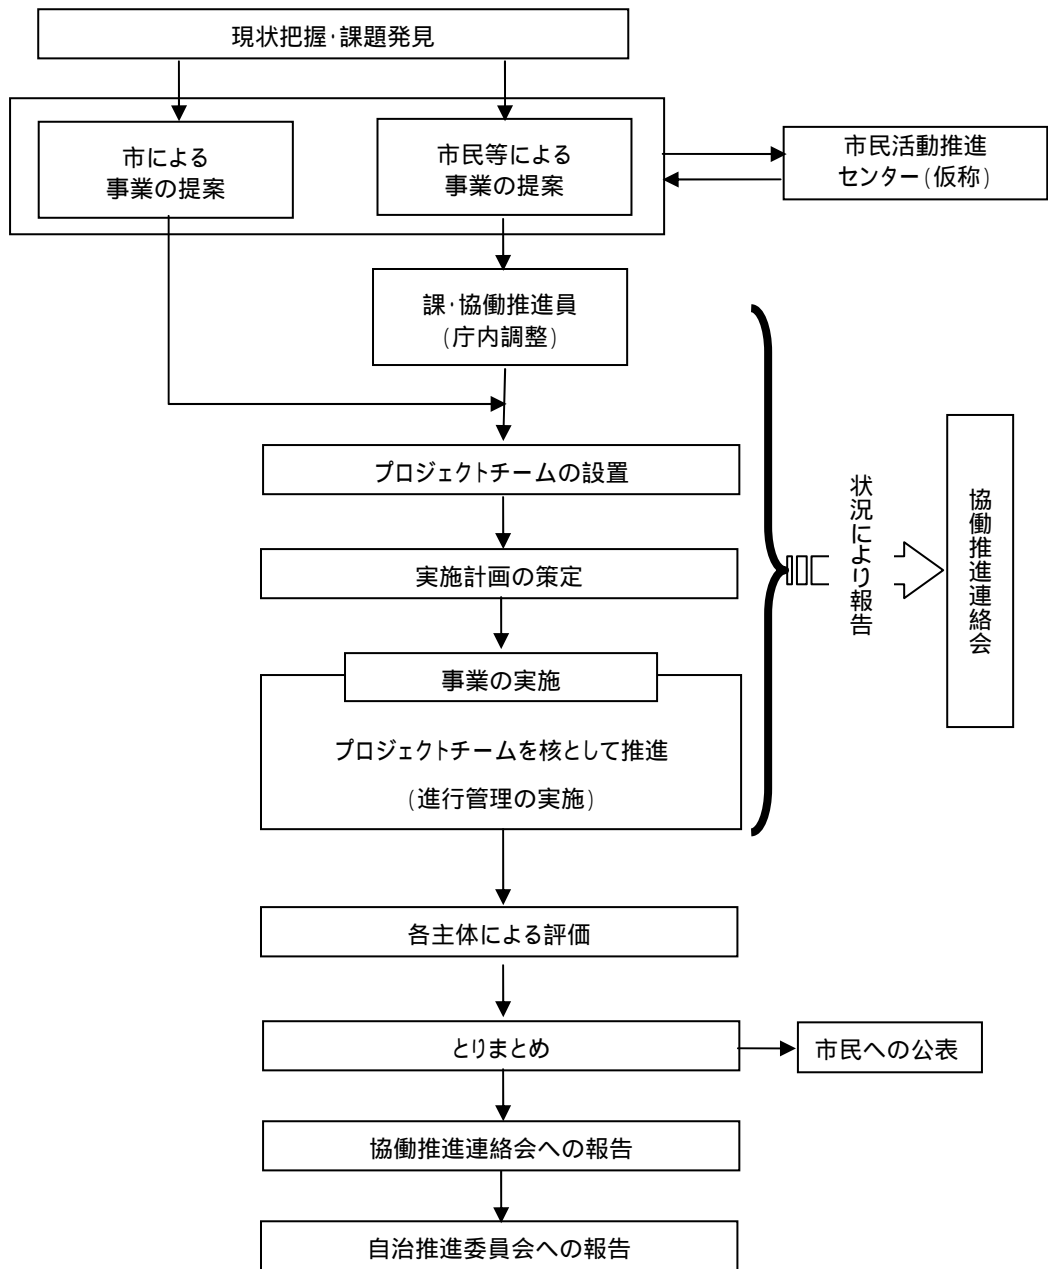 現状把握・課題発見
市による
事業の提案
市民等による
事業の提案
市民活動推進
センター(仮称)
課・協働推進員
(庁内調整)
プロジェクトチームの設置
実施計画の策定
事業の実施
プロジェクトチームを核として推進
(進行管理の実施)
状況により報告
協働推進連絡会
各主体による評価
とりまとめ
市民への公表
協働推進連絡会への報告
自治推進委員会への報告